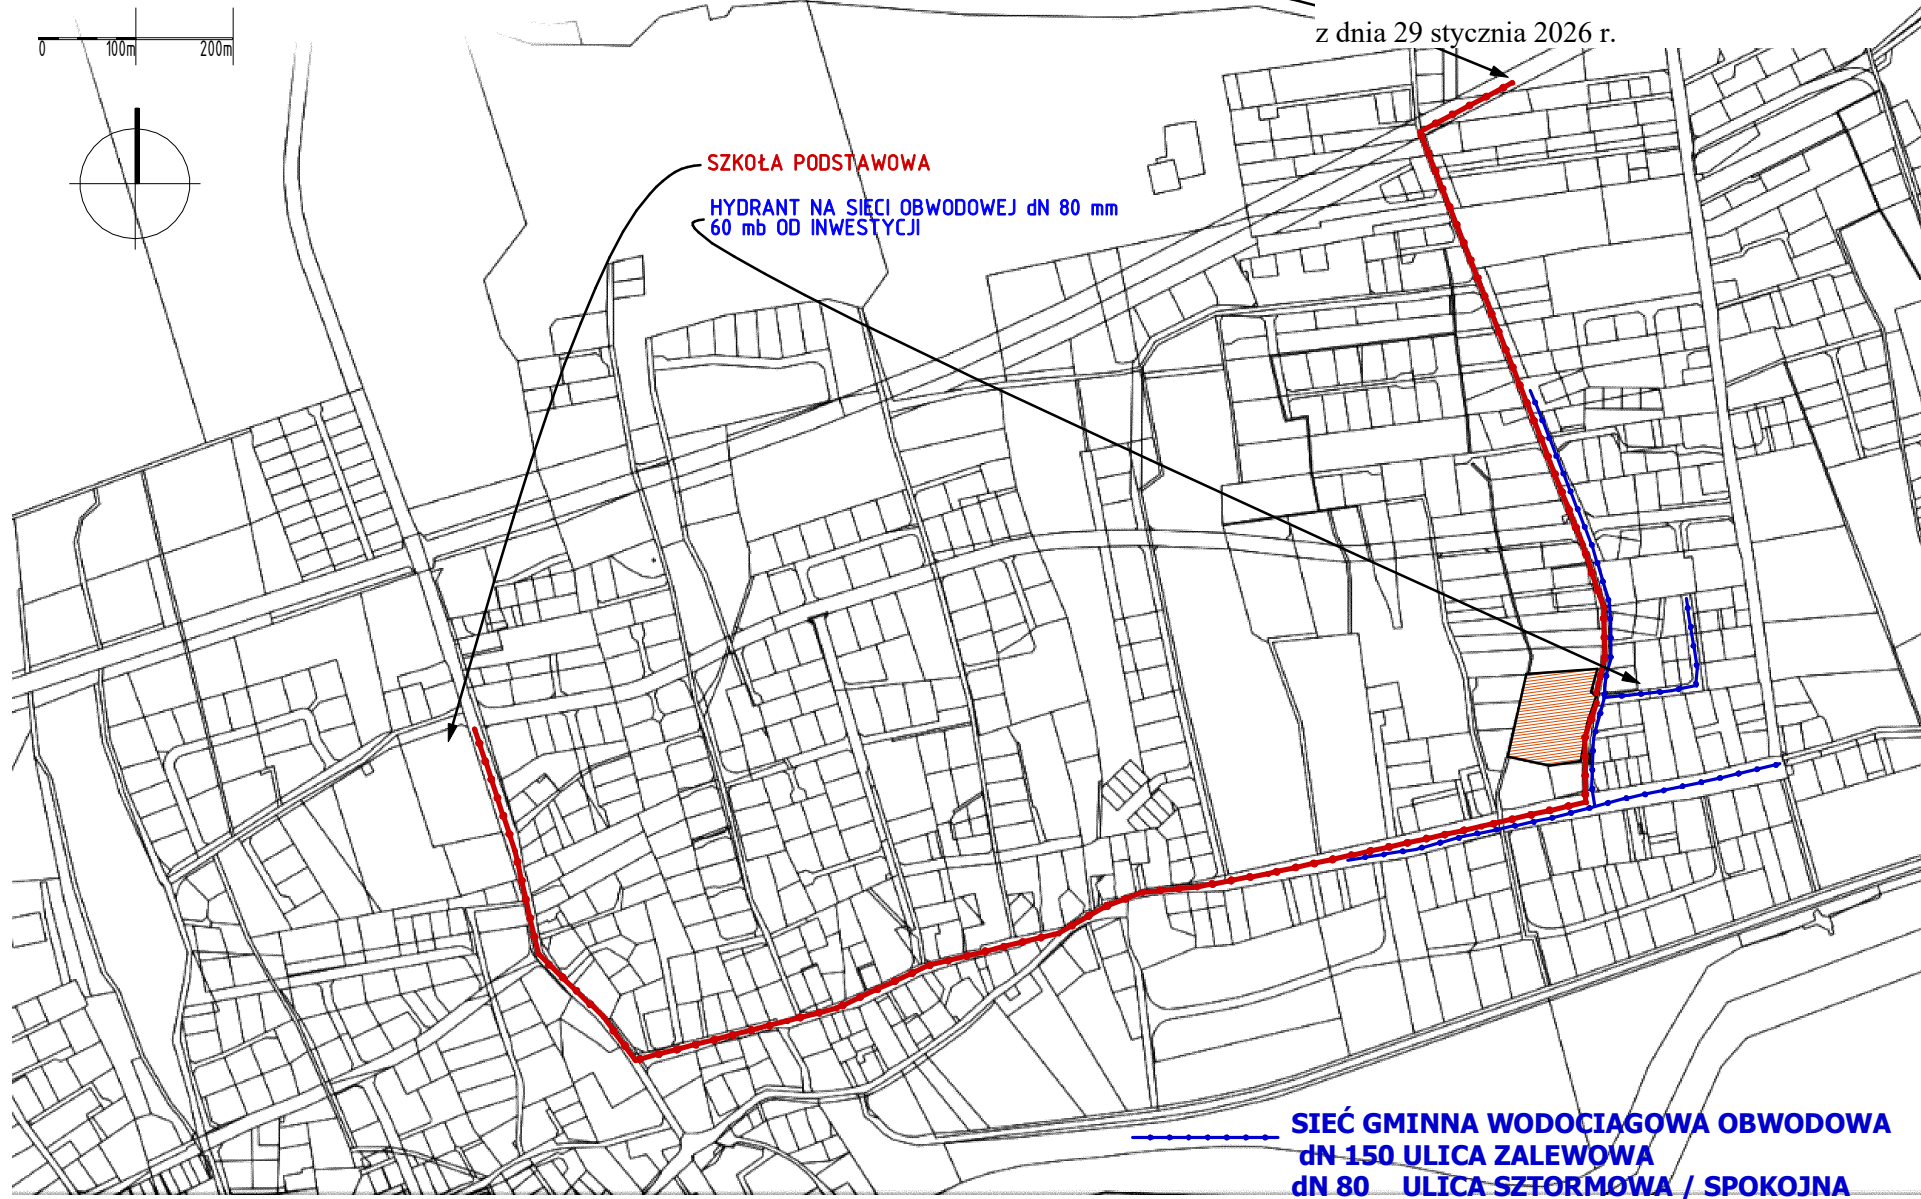 z dnia 29 stycznia 2026 r.
0 100m 200m
SZKOŁA PODSTAWOWA
HYDRANT NA SIECI OBWODOWEJ dN 80 mm
60 mb OD INWESTYCJI
SIEĆ GMINNA WODOCIĄGOWA OBWODOWA
dN 150 ULICA ZALEWOWA
dN 80 ULICA SZTORMOWA / SPOKOJNA